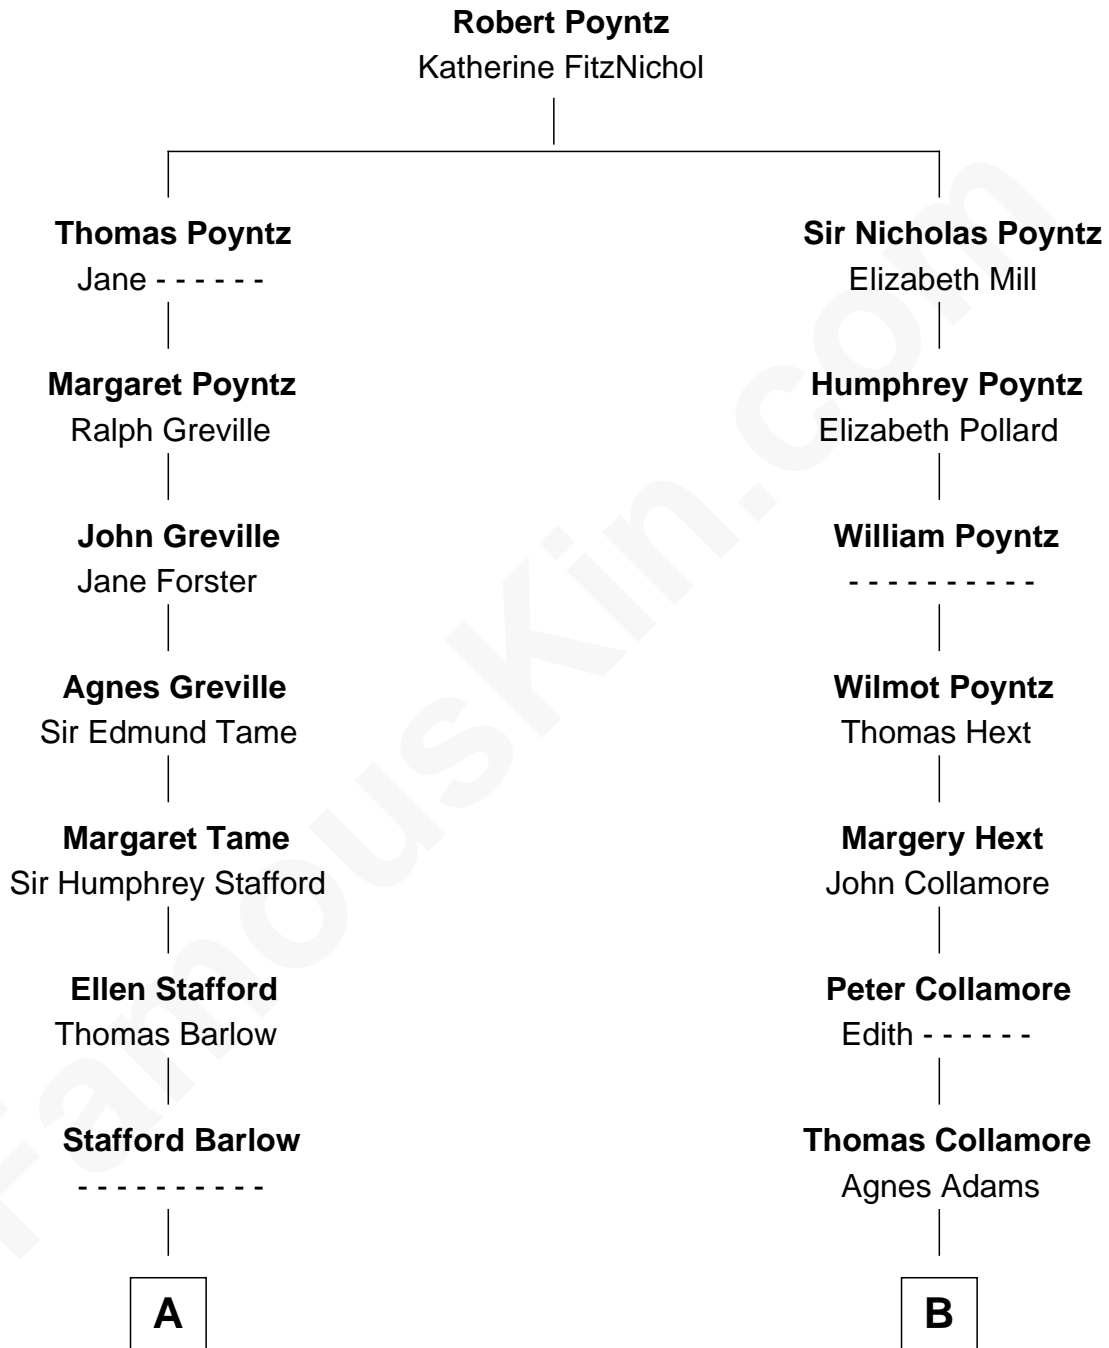 Robert Poyntz
Katherine FitzNichol
Thomas Poyntz
Jane - - - - - -
Margaret Poyntz
Ralph Greville
John Greville
Jane Forster
Agnes Greville
Sir Edmund Tame
Margaret Tame
Sir Humphrey Stafford
Ellen Stafford
Thomas Barlow
Stafford Barlow
- - - - - - - - - -
A
Sir Nicholas Poyntz
Elizabeth Mill
Humphrey Poyntz
Elizabeth Pollard
William Poyntz
- - - - - - - - - -
Wilmot Poyntz
Thomas Hext
Margery Hext
John Collamore
Peter Collamore
Edith - - - - - -
Thomas Collamore
Agnes Adams
B
FamousKin.com